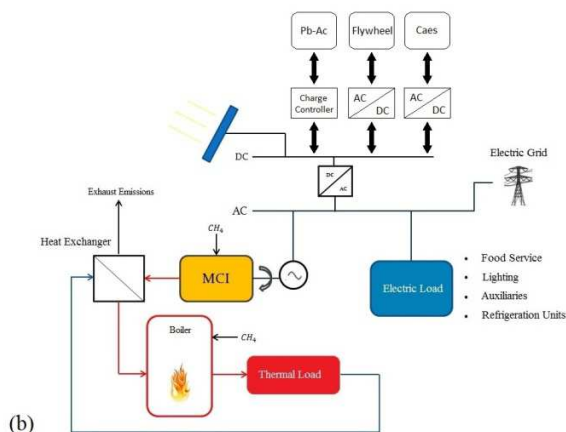 Pb-Ac
Flywheel
Caes
Charge
Controller
AC
DC
AC
DC
DC
DC
AC
Electric Grid
AC
Exhaust Emissions
Heat Exchanger
CH₄
MCI
Electric Load
• Food Service
• Lighting
• Auxiliaries
• Refrigeration Units
Boiler
CH₄
Thermal Load
(b)